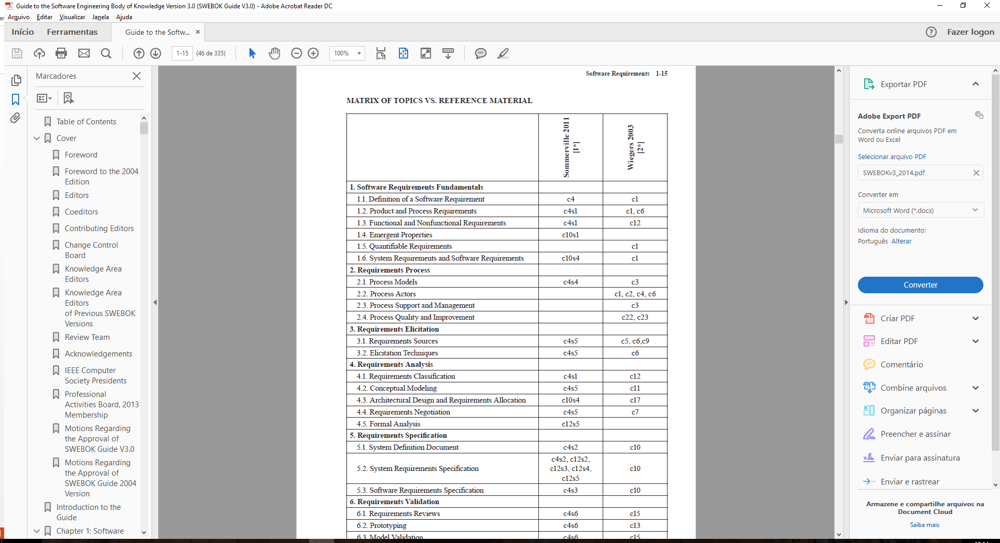 Guide to the Software Engineering Body of Knowledge Version 3.0 (SWEBOK Guide V3.0) - Adobe Acrobat Reader DC
Arquivo Editar Visualizar Janela Ajuda
Início Ferramentas Guide to the Softw... Fazer logon
1-15 (46 de 335) 100%
Marcadores
Table of Contents
Cover
Foreword
Foreword to the 2004
Edition
Editors
Coeditors
Contributing Editors
Change Control
Board
Knowledge Area
Editors
Knowledge Area
Editors
of Previous SWEBOK
Versions
Review Team
Acknowledgements
IEEE Computer
Society Presidents
Professional
Activities Board, 2013
Membership
Motions Regarding
the Approval of
SWEBOK Guide V3.0
Motions Regarding
the Approval of
SWEBOK Guide 2004
Version
Introduction to the
Guide
Chapter 1: Software
Software Requirements 1-15
MATRIX OF TOPICS VS. REFERENCE MATERIAL
Sommerville 2011
[1*]
Wiegers 2003
[2*]
1. Software Requirements Fundamentals
1.1. Definition of a Software Requirement c4 c1
1.2. Product and Process Requirements c4s1 c1, c6
1.3. Functional and Nonfunctional Requirements c4s1 c12
1.4. Emergent Properties c10s1
1.5. Quantifiable Requirements c1
1.6. System Requirements and Software Requirements c10s4 c1
2. Requirements Process
2.1. Process Models c4s4 c3
2.2. Process Actors c1, c2, c4, c6
2.3. Process Support and Management c3
2.4. Process Quality and Improvement c22, c23
3. Requirements Elicitation
3.1. Requirements Sources c4s5 c5, c6,c9
3.2. Elicitation Techniques c4s5 c6
4. Requirements Analysis
4.1. Requirements Classification c4s1 c12
4.2. Conceptual Modeling c4s5 c11
4.3. Architectural Design and Requirements Allocation c10s4 c17
4.4. Requirements Negotiation c4s5 c7
4.5. Formal Analysis c12s5
5. Requirements Specification
5.1. System Definition Document c4s2 c10
5.2. System Requirements Specification c4s2, c12s2,
c12s3, c12s4,
c12s5 c10
5.3. Software Requirements Specification c4s3 c10
6. Requirements Validation
6.1. Requirements Reviews c4s6 c15
6.2. Prototyping c4s6 c13
6.3. Model Validation c4s6 c15
Exportar PDF
Adobe Export PDF
Converta online arquivos PDF em
Word ou Excel
Selecionar arquivo PDF
SWEBOKv3_2014.pdf
Converter em
Microsoft Word (*.docx)
Idioma do documento:
Português Alterar
Converter
Criar PDF
Editar PDF
Comentário
Combine arquivos
Organizar páginas
Preencher e assinar
Enviar para assinatura
Enviar e rastrear
Armazene e compartilhe arquivos na
Document Cloud
Saiba mais